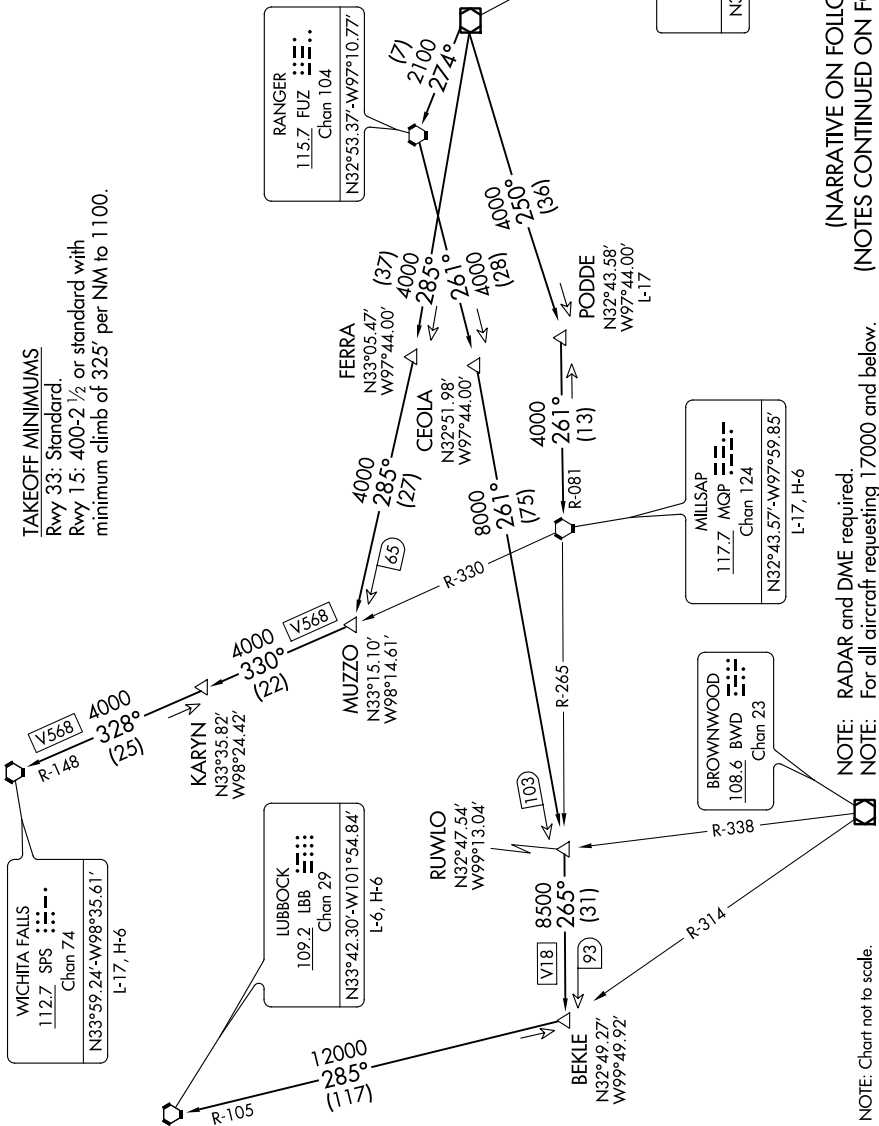 TAKEOFF MINIMUMS
Rwy 33: Standard.
Rwy 15: 400-2 ½ or standard with
minimum climb of 325' per NM to 1100.
WICHITA FALLS
112.7 SPS
Chan 74
N33°59.24'-W98°35.61'
L-17, H-6
R-148
V568
4000
328°
(25)
KARYN
N33°35.82'
W98°24.42'
4000
330°
(22)
V568
MUZZO
N33°15.10'
W98°14.61'
65
4000
285°
(27)
FERRA
N33°05.47'
W97°44.00'
(37)
4000
285°
RANGER
115.7 FUZ
Chan 104
N32°53.37'-W97°10.77'
(7)
2100
274°
261°
4000
(28)
CEOLA
N32°51.98'
W97°44.00'
8000
261°
(75)
4000
250°
(36)
PODDE
N32°43.58'
W97°44.00'
L-17
4000
261°
(13)
R-081
R-330
R-265
MILLSAP
117.7 MQP
Chan 124
N32°43.57'-W97°59.85'
L-17, H-6
LUBBOCK
109.2 LBB
Chan 29
N33°42.30'-W101°54.84'
L-6, H-6
R-105
12000
285°
(117)
RUWLO
N32°47.54'
W99°13.04'
103
8500
265°
(31)
V18
93
BEKLE
N32°49.27'
W99°49.92'
BROWNWOOD
108.6 BWD
Chan 23
R-338
R-314
N3
(NARRATIVE ON FOLLO
(NOTES CONTINUED ON FO
NOTE: RADAR and DME required.
NOTE: For all aircraft requesting 17000 and below.
NOTE: Chart not to scale.